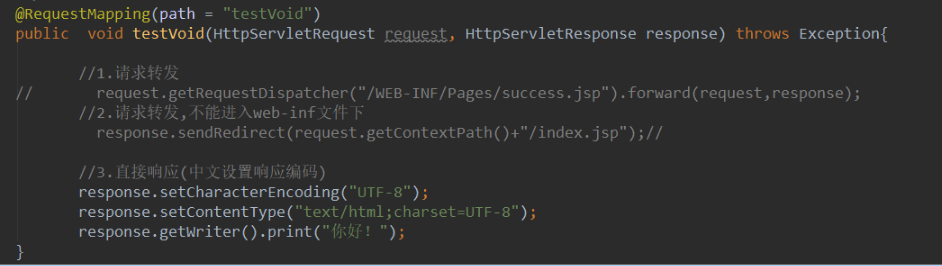 @RequestMapping(path = "testVoid")
public  void testVoid(HttpServletRequest request, HttpServletResponse response) throws Exception{
//1.请求转发
//      request.getRequestDispatcher("/WEB-INF/Pages/success.jsp").forward(request,response);
//2.请求转发,不能进入web-inf文件下
response.sendRedirect(request.getContextPath()+"/index.jsp");//
//3.直接响应(中文设置响应编码)
response.setCharacterEncoding("UTF-8");
response.setContentType("text/html;charset=UTF-8");
response.getWriter().print("你好！");
}